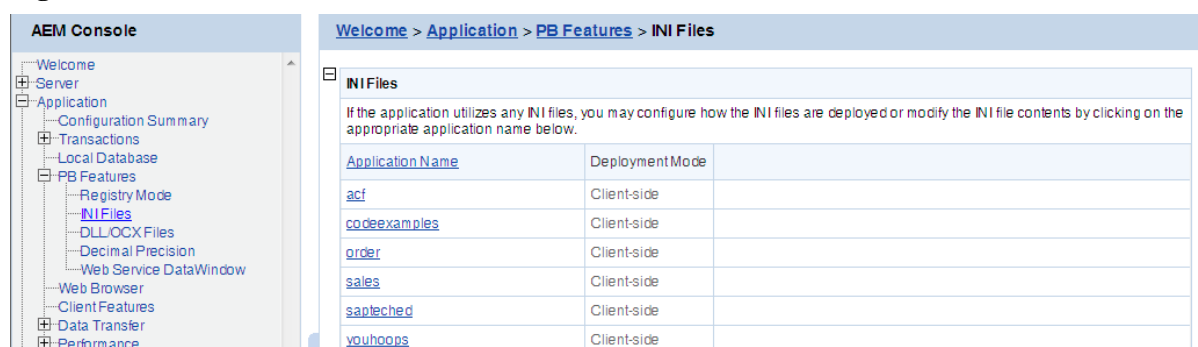 AEM Console
Welcome
Server
Application
Configuration Summary
Transactions
Local Database
PB Features
Registry Mode
INI Files
DLL/OCX Files
Decimal Precision
Web Service DataWindow
Web Browser
Client Features
Data Transfer
Performance
Welcome > Application > PB Features > INI Files
INI Files
If the application utilizes any INI files, you may configure how the INI files are deployed or modify the INI file contents by clicking on the
appropriate application name below.
Application Name Deployment Mode
acf Client-side
codeexamples Client-side
order Client-side
sales Client-side
sapteched Client-side
youhoops Client-side